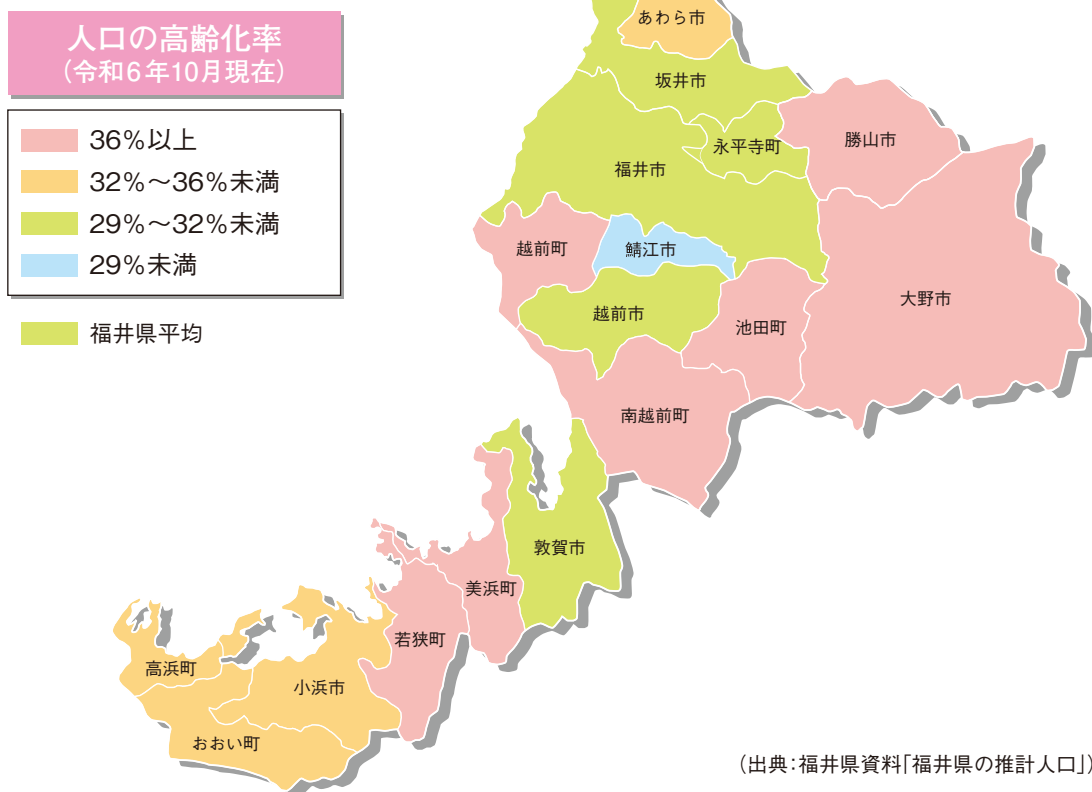 人口の高齢化率
(令和6年10月現在)
36%以上
32%～36%未満
29%～32%未満
29%未満
福井県平均
あわら市
坂井市
永平寺町
勝山市
福井市
越前町
鯖江市
大野市
越前市
池田町
南越前町
敦賀市
美浜町
若狭町
高浜町
小浜市
おおい町
(出典:福井県資料「福井県の推計人口」)